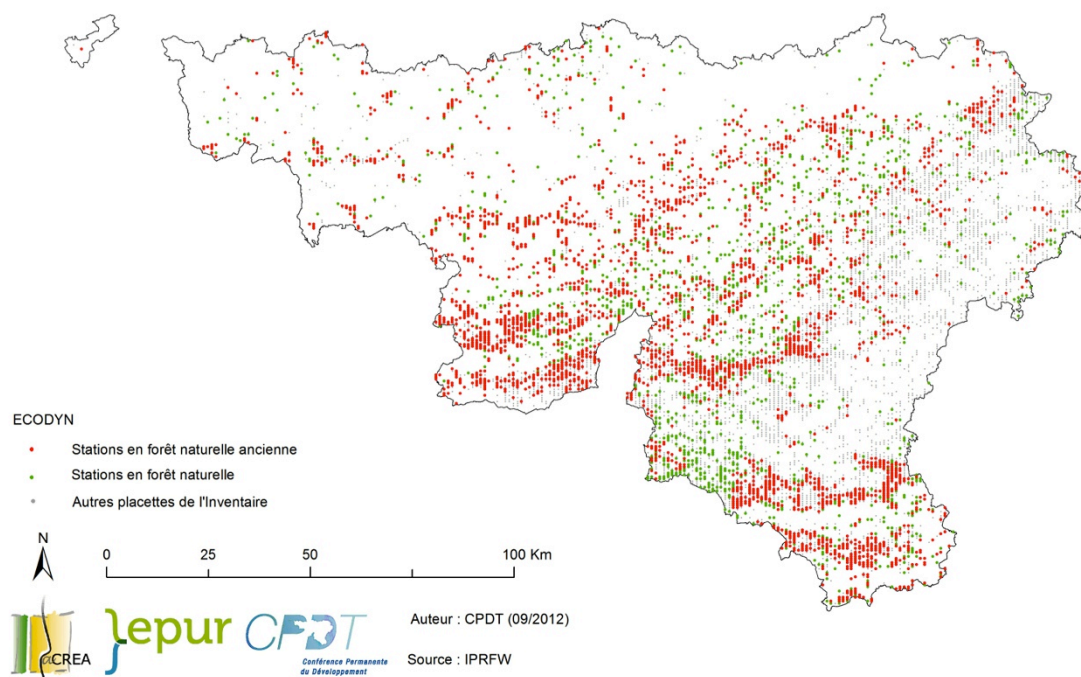 ECODYN
Stations en forêt naturelle ancienne
Stations en forêt naturelle
Autres placettes de l'Inventaire
N
0 25 50 100 Km
aCREA
lepur
CPDT
Conférence Permanente
du Développement
Auteur : CPDT (09/2012)
Source : IPRFW